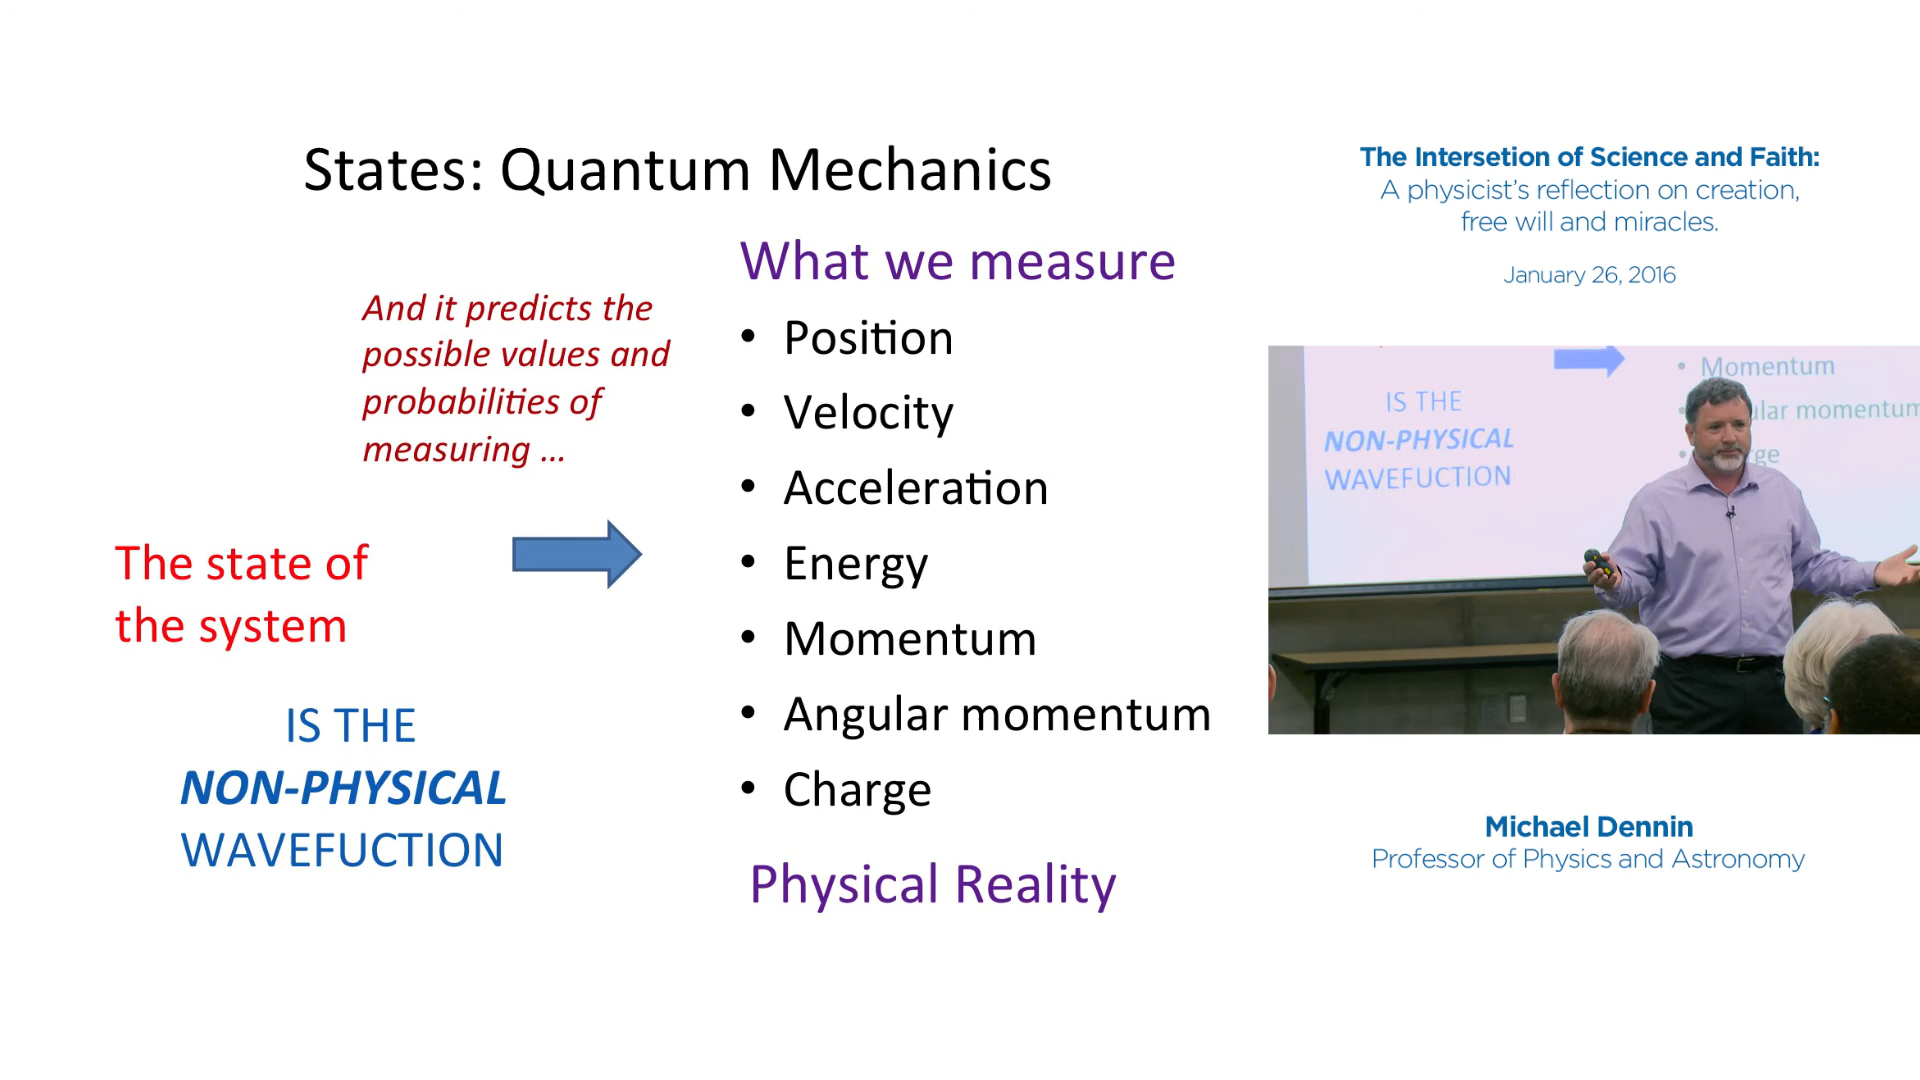 States: Quantum Mechanics
What we measure
And it predicts the
possible values and
probabilities of
measuring ...
• Position
• Velocity
• Acceleration
• Energy
• Momentum
• Angular momentum
• Charge
The state of
the system
IS THE
NON-PHYSICAL
WAVEFUCTION
Physical Reality
The Intersetion of Science and Faith:
A physicist's reflection on creation,
free will and miracles.
January 26, 2016
• Momentum
ular momentum
ge
IS THE
NON-PHYSICAL
WAVEFUCTION
Michael Dennin
Professor of Physics and Astronomy